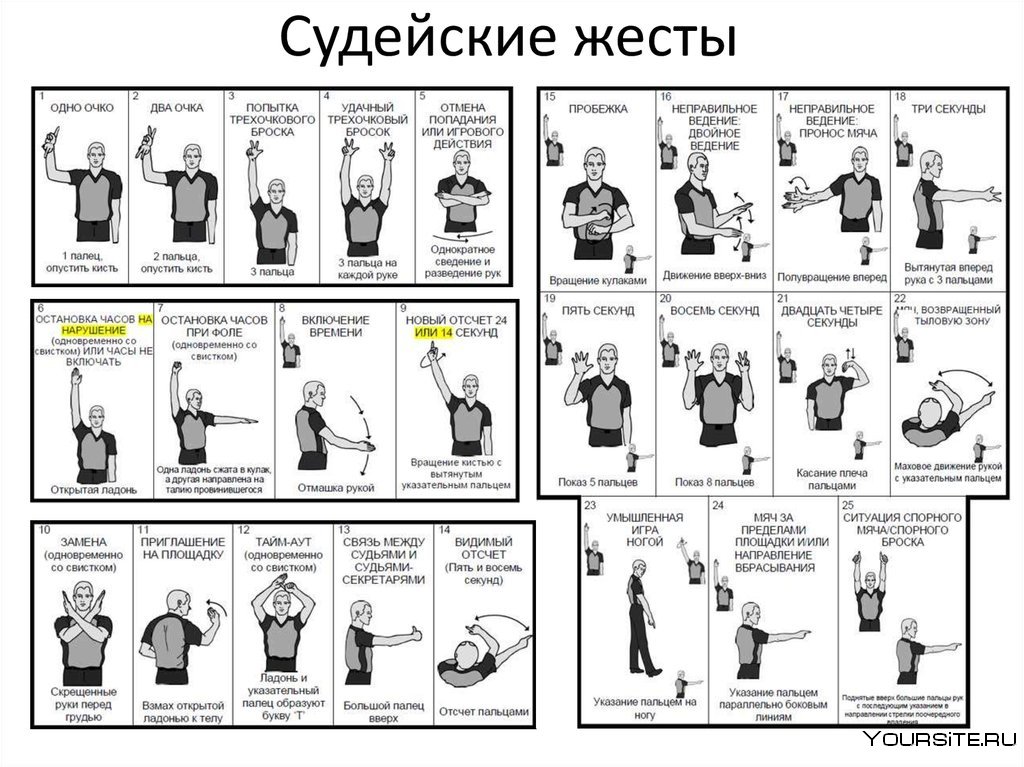 Судейские жесты
1
ОДНО ОЧКО
1 палец,
опустить кисть
2
ДВА ОЧКА
2 пальца,
опустить кисть
3
ПОПЫТКА
ТРЕХОЧКОВОГО
БРОСКА
3 пальца
4
УДАЧНЫЙ
ТРЕХОЧКОВЫЙ
БРОСОК
3 пальца на
каждой руке
5
ОТМЕНА
ПОПАДАНИЯ
ИЛИ ИГРОВОГО
ДЕЙСТВИЯ
Однократное
сведение и
разведение рук
6
ОСТАНОВКА ЧАСОВ НА
НАРУШЕНИЕ
(одновременно со
свистком) ИЛИ ЧАСЫ НЕ
ВКЛЮЧАТЬ
Открытая ладонь
7
ОСТАНОВКА ЧАСОВ
ПРИ ФОЛЕ
(одновременно со
свистком)
Одна ладонь сжата в кулак,
а другая направлена на
талию провинившегося
8
ВКЛЮЧЕНИЕ
ВРЕМЕНИ
Отмашка рукой
9
НОВЫЙ ОТСЧЕТ 24
ИЛИ 14 СЕКУНД
Вращение кистью с
вытянутым
указательным пальцем
10
ЗАМЕНА
(одновременно
со свистком)
Скрещенные
руки перед
грудью
11
ПРИГЛАШЕНИЕ
НА ПЛОЩАДКУ
Взмах открытой
ладонью к телу
12
ТАЙМ-АУТ
(одновременно
со свистком)
Ладонь и
указательный
палец образуют
букву 'Т'
13
СВЯЗЬ МЕЖДУ
СУДЬЯМИ И
СУДЬЯМИ-
СЕКРЕТАРЯМИ
Большой палец
вверх
14
ВИДИМЫЙ
ОТСЧЕТ
(Пять и восемь
секунд)
Отсчет пальцами
15
ПРОБЕЖКА
Вращение кулаками
16
НЕПРАВИЛЬНОЕ
ВЕДЕНИЕ:
ДВОЙНОЕ
ВЕДЕНИЕ
Движение вверх-вниз
17
НЕПРАВИЛЬНОЕ
ВЕДЕНИЕ:
ПРОНОС МЯЧА
Полувращение вперед
18
ТРИ СЕКУНДЫ
Вытянутая вперед
рука с 3 пальцами
19
ПЯТЬ СЕКУНД
Показ 5 пальцев
20
ВОСЕМЬ СЕКУНД
Показ 8 пальцев
21
ДВАДЦАТЬ ЧЕТЫРЕ
СЕКУНДЫ
Касание плеча
пальцами
22
ВОЗВРАЩЕННЫЙ
ТЫЛОВУЮ ЗОНУ
Маховое движение рукой
с указательным пальцем
23
УМЫШЛЕННАЯ
ИГРА
НОГОЙ
Указание пальцем на
ногу
24
МЯЧ ЗА
ПРЕДЕЛАМИ
ПЛОЩАДКИ И/ИЛИ
НАПРАВЛЕНИЕ
ВБРАСЫВАНИЯ
Указание пальцем
параллельно боковым
линиям
25
СИТУАЦИЯ СПОРНОГО
МЯЧА/СПОРНОГО
БРОСКА
Поднятые вверх большие пальцы рук
с последующим указанием в
направлении стрелки поочередного
владения
YOURSITE.RU